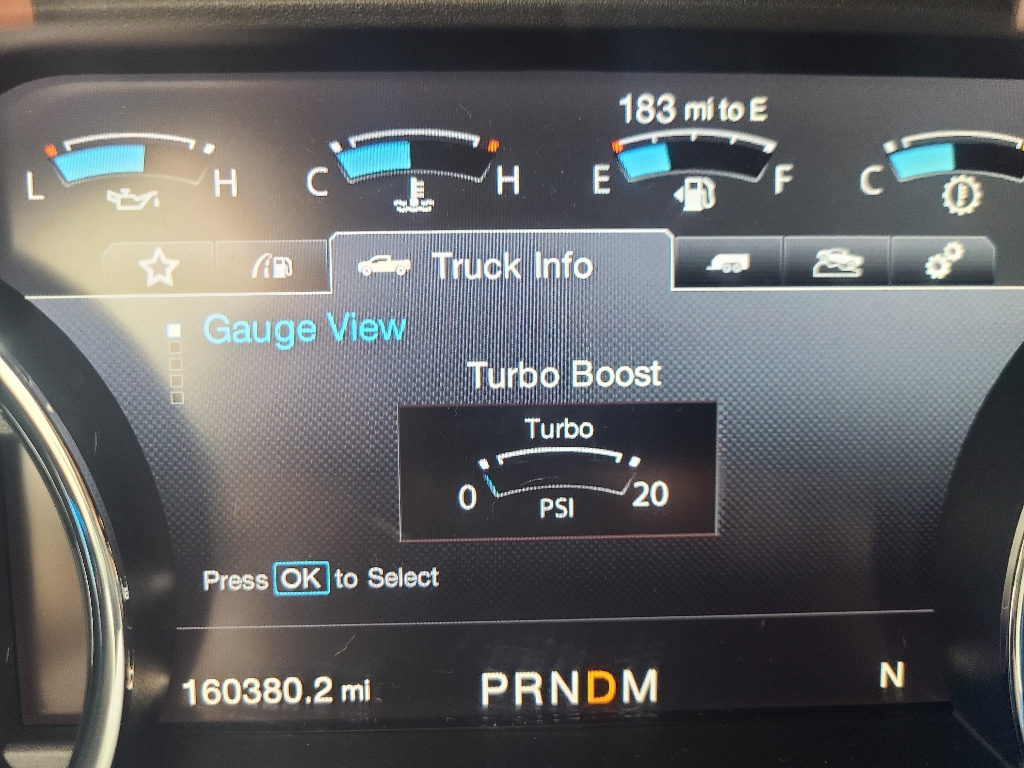 183 mi to E
L H C H E F C
Truck Info
Gauge View
Turbo Boost
Turbo
0 PSI 20
Press OK to Select
160380.2 mi PRNDM N